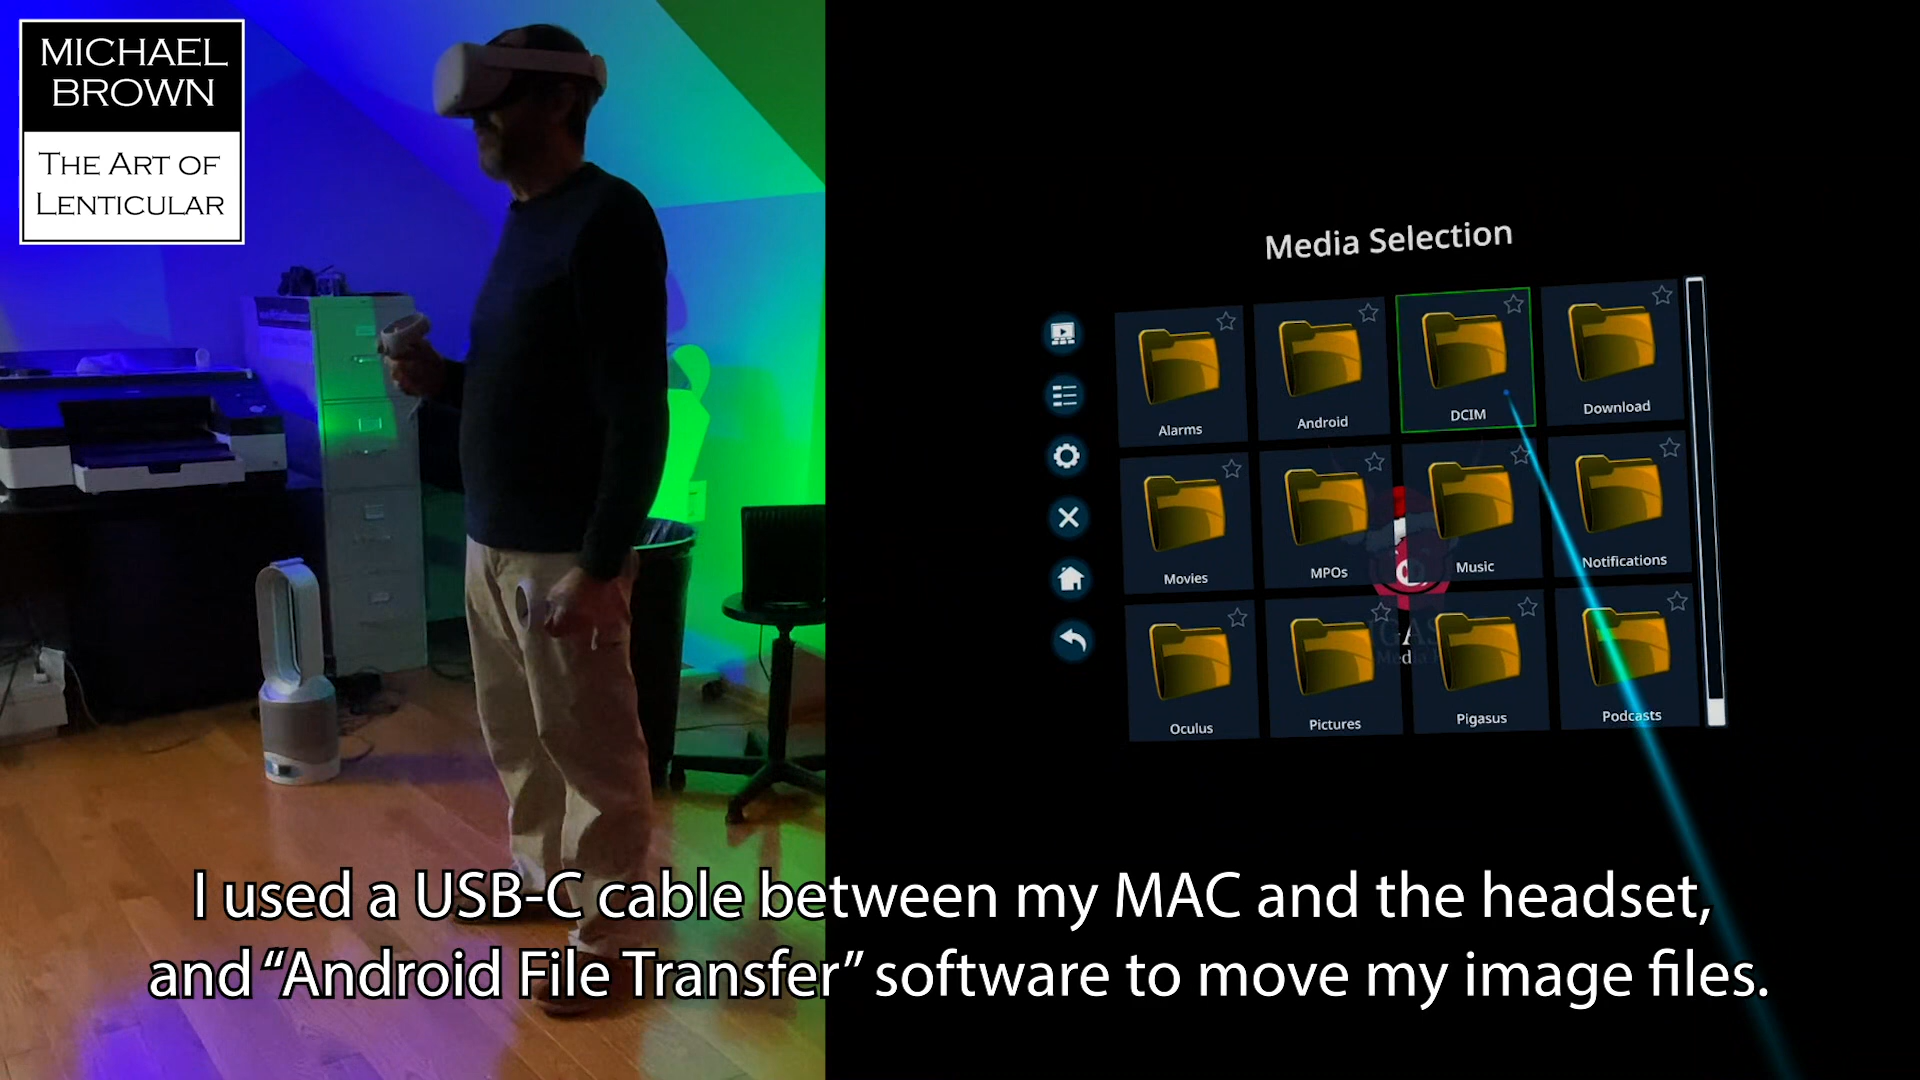 MICHAEL
BROWN
THE ART OF
LENTICULAR
Media Selection
Alarms
Android
DCIM
Download
Movies
MPOs
Music
Notifications
Oculus
Pictures
Pigasus
Podcasts
I used a USB-C cable between my MAC and the headset,
and “Android File Transfer” software to move my image files.